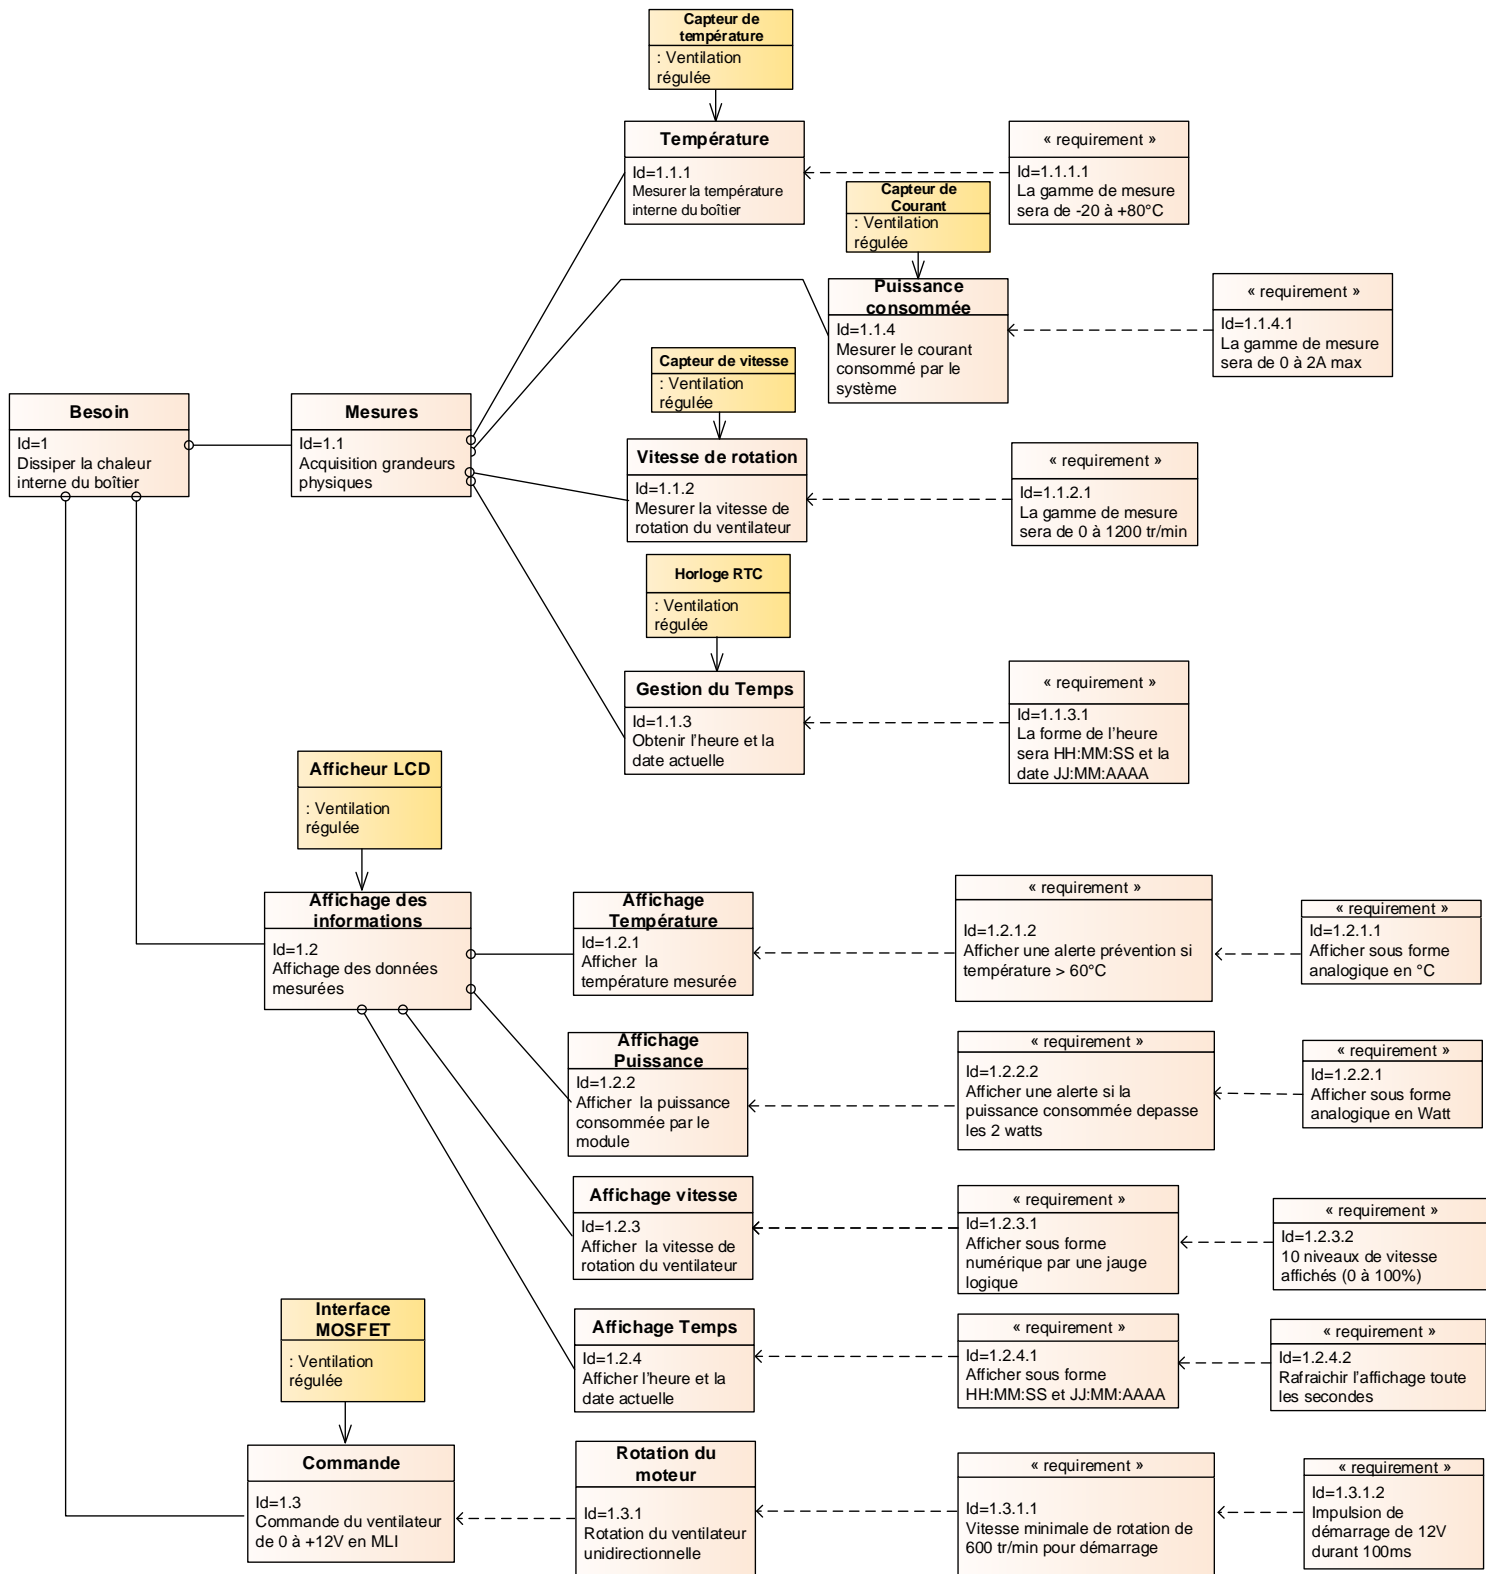 Capteur de
température
: Ventilation
régulée
Température
Id=1.1.1
Mesurer la température
interne du boîtier
« requirement »
Id=1.1.1.1
La gamme de mesure
sera de -20 à +80°C
Capteur de
Courant
: Ventilation
régulée
Puissance
consommée
Id=1.1.4
Mesurer le courant
consommé par le
système
« requirement »
Id=1.1.4.1
La gamme de mesure
sera de 0 à 2A max
Capteur de vitesse
: Ventilation
régulée
Besoin
Id=1
Dissiper la chaleur
interne du boîtier
Mesures
Id=1.1
Acquisition grandeurs
physiques
Vitesse de rotation
Id=1.1.2
Mesurer la vitesse de
rotation du ventilateur
« requirement »
Id=1.1.2.1
La gamme de mesure
sera de 0 à 1200 tr/min
Horloge RTC
: Ventilation
régulée
Gestion du Temps
Id=1.1.3
Obtenir l'heure et la
date actuelle
« requirement »
Id=1.1.3.1
La forme de l'heure
sera HH:MM:SS et la
date JJ:MM:AAAA
Afficheur LCD
: Ventilation
régulée
Affichage des
informations
Id=1.2
Affichage des données
mesurées
Affichage
Température
Id=1.2.1
Afficher  la
température mesurée
« requirement »
Id=1.2.1.2
Afficher une alerte prévention si
température > 60°C
« requirement »
Id=1.2.1.1
Afficher sous forme
analogique en °C
Affichage
Puissance
Id=1.2.2
Afficher  la puissance
consommée par le
module
« requirement »
Id=1.2.2.2
Afficher une alerte si la
puissance consommée depasse
les 2 watts
« requirement »
Id=1.2.2.1
Afficher sous forme
analogique en Watt
Affichage vitesse
Id=1.2.3
Afficher  la vitesse de
rotation du ventilateur
« requirement »
Id=1.2.3.1
Afficher sous forme
numérique par une jauge
logique
« requirement »
Id=1.2.3.2
10 niveaux de vitesse
affichés (0 à 100%)
Interface
MOSFET
: Ventilation
régulée
Affichage Temps
Id=1.2.4
Afficher l'heure et la
date actuelle
« requirement »
Id=1.2.4.1
Afficher sous forme
HH:MM:SS et JJ:MM:AAAA
« requirement »
Id=1.2.4.2
Rafraichir l'affichage toute
les secondes
Commande
Id=1.3
Commande du ventilateur
de 0 à +12V en MLI
Rotation du
moteur
Id=1.3.1
Rotation du ventilateur
unidirectionnelle
« requirement »
Id=1.3.1.1
Vitesse minimale de rotation de
600 tr/min pour démarrage
« requirement »
Id=1.3.1.2
Impulsion de
démarrage de 12V
durant 100ms